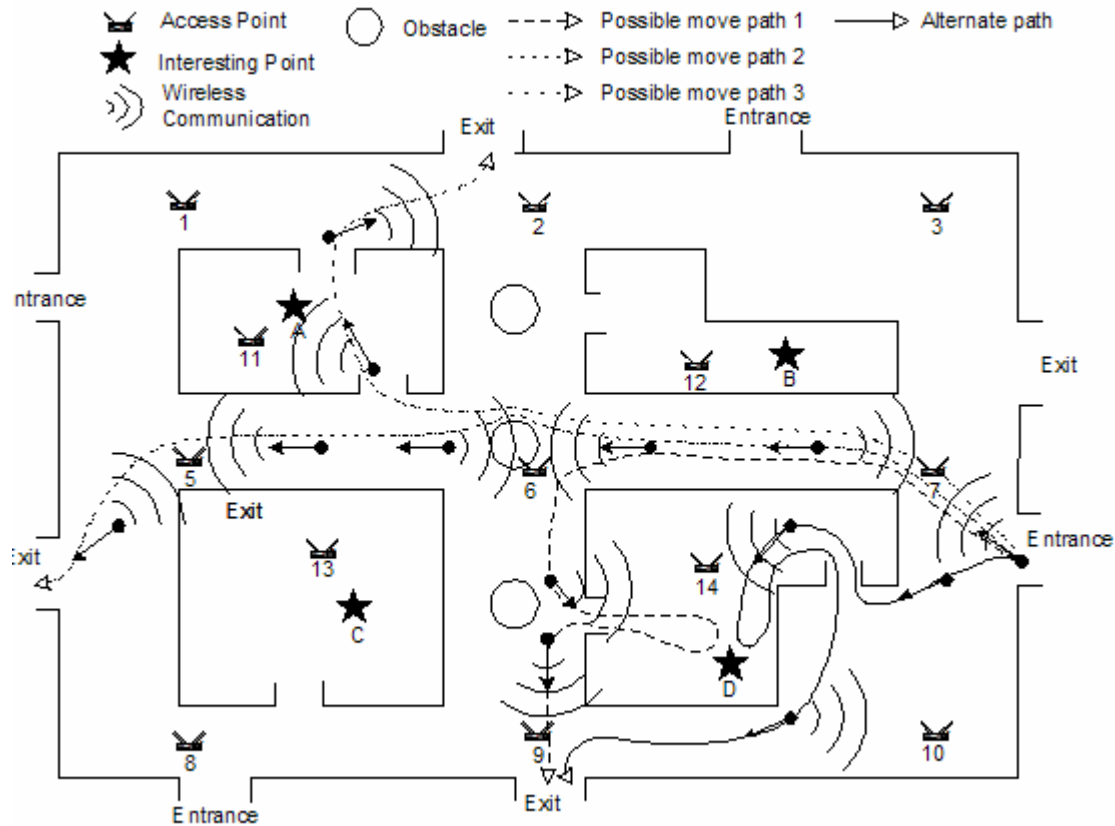 Access Point
Obstacle
Possible move path 1
Alternate path
Interesting Point
Possible move path 2
Wireless
Communication
Possible move path 3
Exit
Entrance
1
2
3
ntrance
A
11
12
B
Exit
5
6
7
Exit
Entrance
Exit
13
14
C
D
8
9
10
Entrance
Exit